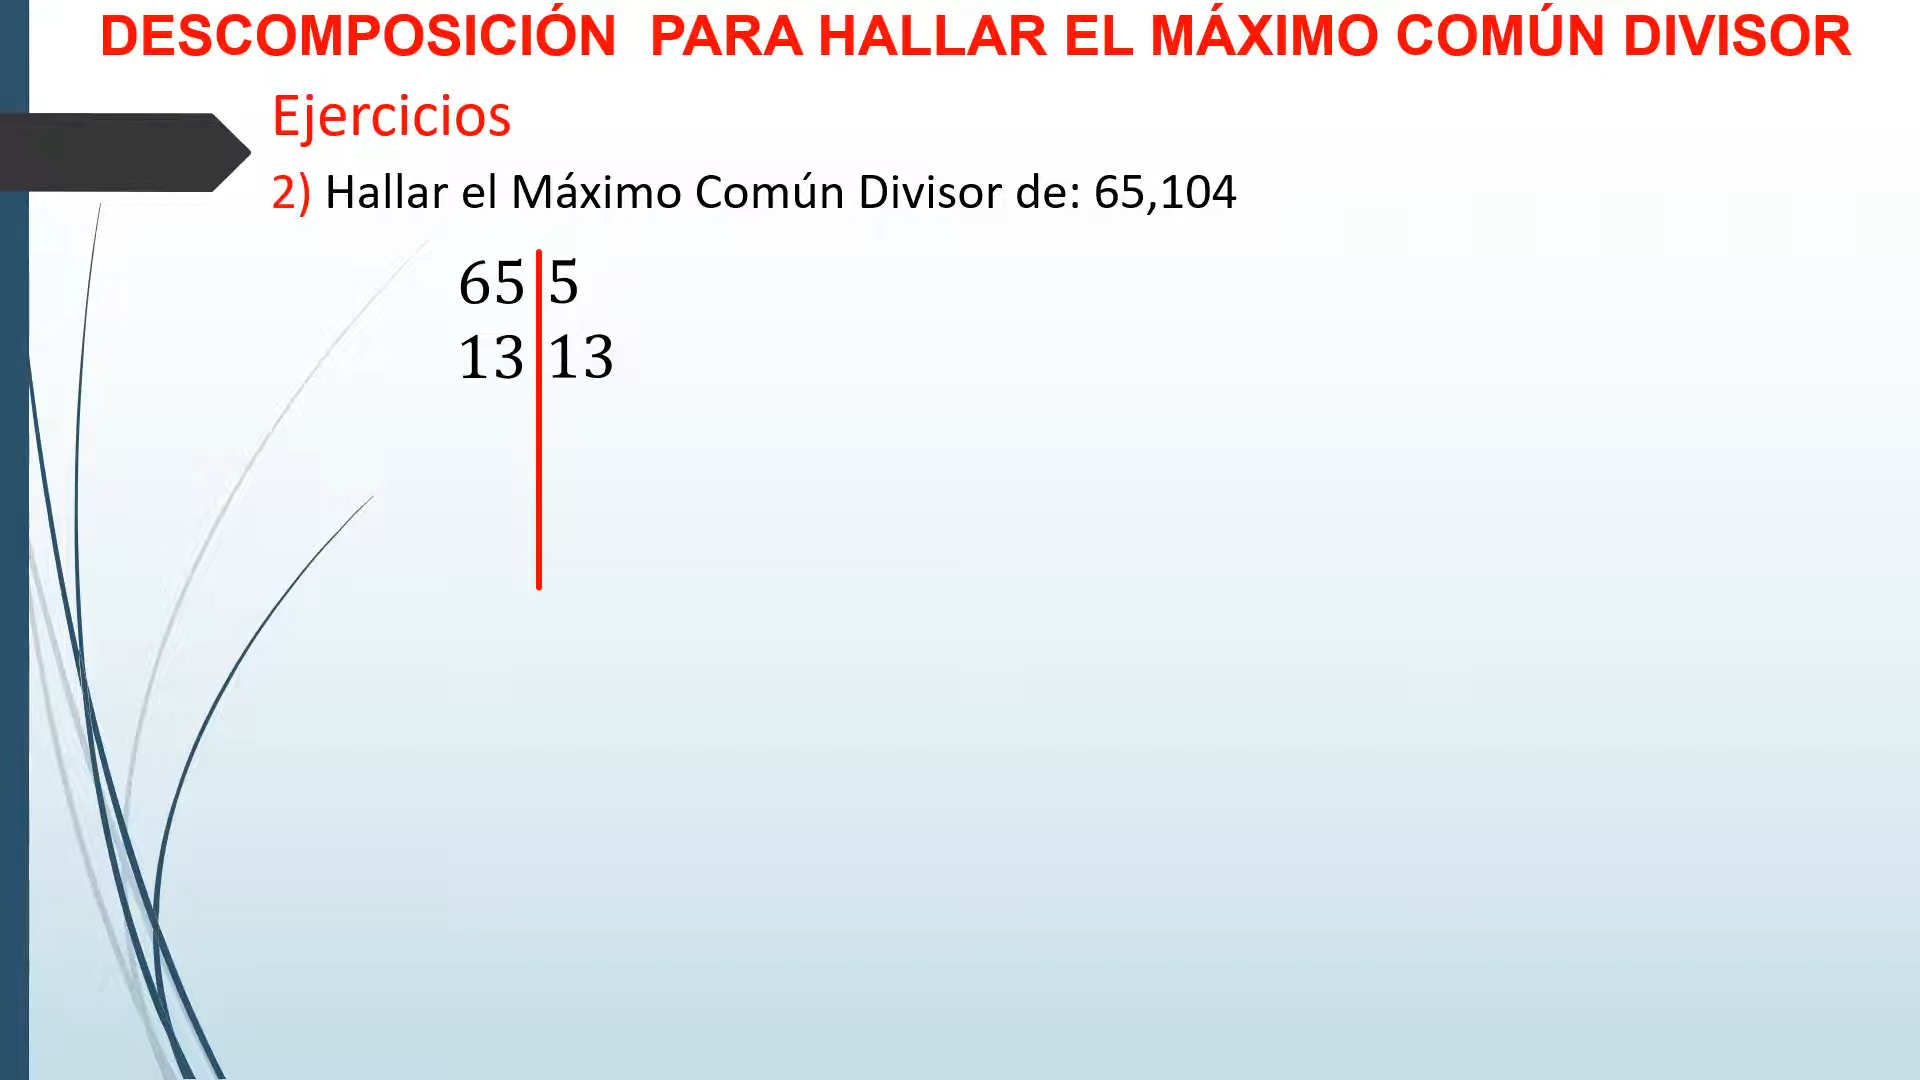 DESCOMPOSICIÓN PARA HALLAR EL MÁXIMO COMÚN DIVISOR
Ejercicios
2) Hallar el Máximo Común Divisor de: 65,104
65 5
13 13